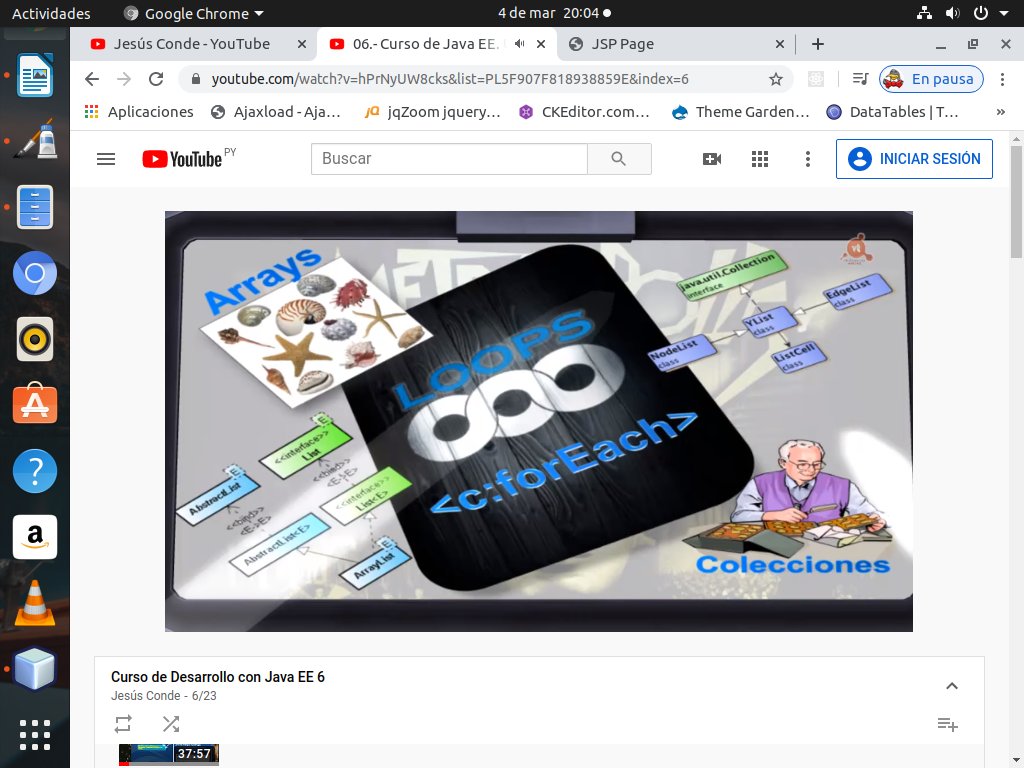 Actividades
Google Chrome
4 de mar 20:04
Jesús Conde - YouTube
06.- Curso de Java EE.
JSP Page
youtube.com/watch?v=hPrNyUW8cks&list=PL5F907F818938859E&index=6
En pausa
Aplicaciones
Ajaxload - Aja...
jqZoom jquery...
CKEditor.com...
Theme Garden...
DataTables | T...
»
YouTube PY
Buscar
INICIAR SESIÓN
Arrays
LOOPS
<c:forEach>
java.util.Collection
interface
EdgeList
class
YList
class
NodeList
class
ListCell
class
<<interface>>
List
E
<<bind>>
<E->E>
AbstractList
E
<<interface>>
List<E>
<<bind>>
<E->E>
AbstractList<E>
ArrayList
E
Colecciones
Curso de Desarrollo con Java EE 6
Jesús Conde - 6/23
37:57